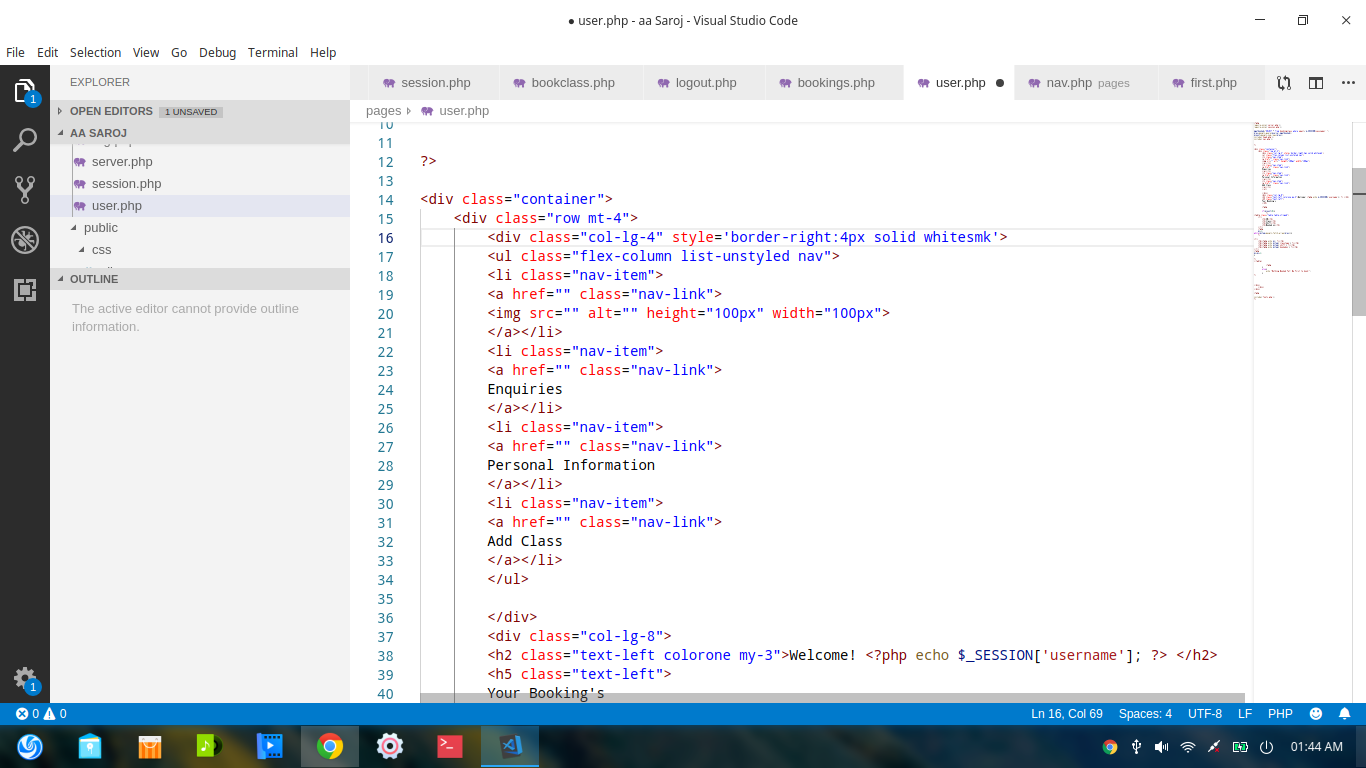 ● user.php - aa Saroj - Visual Studio Code
File Edit Selection View Go Debug Terminal Help
1
EXPLORER
OPEN EDITORS 1 UNSAVED
AA SAROJ
server.php
session.php
user.php
public
css
OUTLINE
The active editor cannot provide outline
information.
1
session.php bookclass.php logout.php bookings.php user.php ● nav.php pages first.php
pages user.php
10
11
12 ?>
13
14 <div class="container">
15 <div class="row mt-4">
16 <div class="col-lg-4" style='border-right:4px solid whitesmk'>
17 <ul class="flex-column list-unstyled nav">
18 <li class="nav-item">
19 <a href="" class="nav-link">
20 <img src="" alt="" height="100px" width="100px">
21 </a></li>
22 <li class="nav-item">
23 <a href="" class="nav-link">
24 Enquiries
25 </a></li>
26 <li class="nav-item">
27 <a href="" class="nav-link">
28 Personal Information
29 </a></li>
30 <li class="nav-item">
31 <a href="" class="nav-link">
32 Add Class
33 </a></li>
34 </ul>
35
36 </div>
37 <div class="col-lg-8">
38 <h2 class="text-left colorone my-3">Welcome! <?php echo $_SESSION['username']; ?> </h2>
39 <h5 class="text-left">
40 Your Booking's
0 0 Ln 16, Col 69 Spaces: 4 UTF-8 LF PHP
01:44 AM